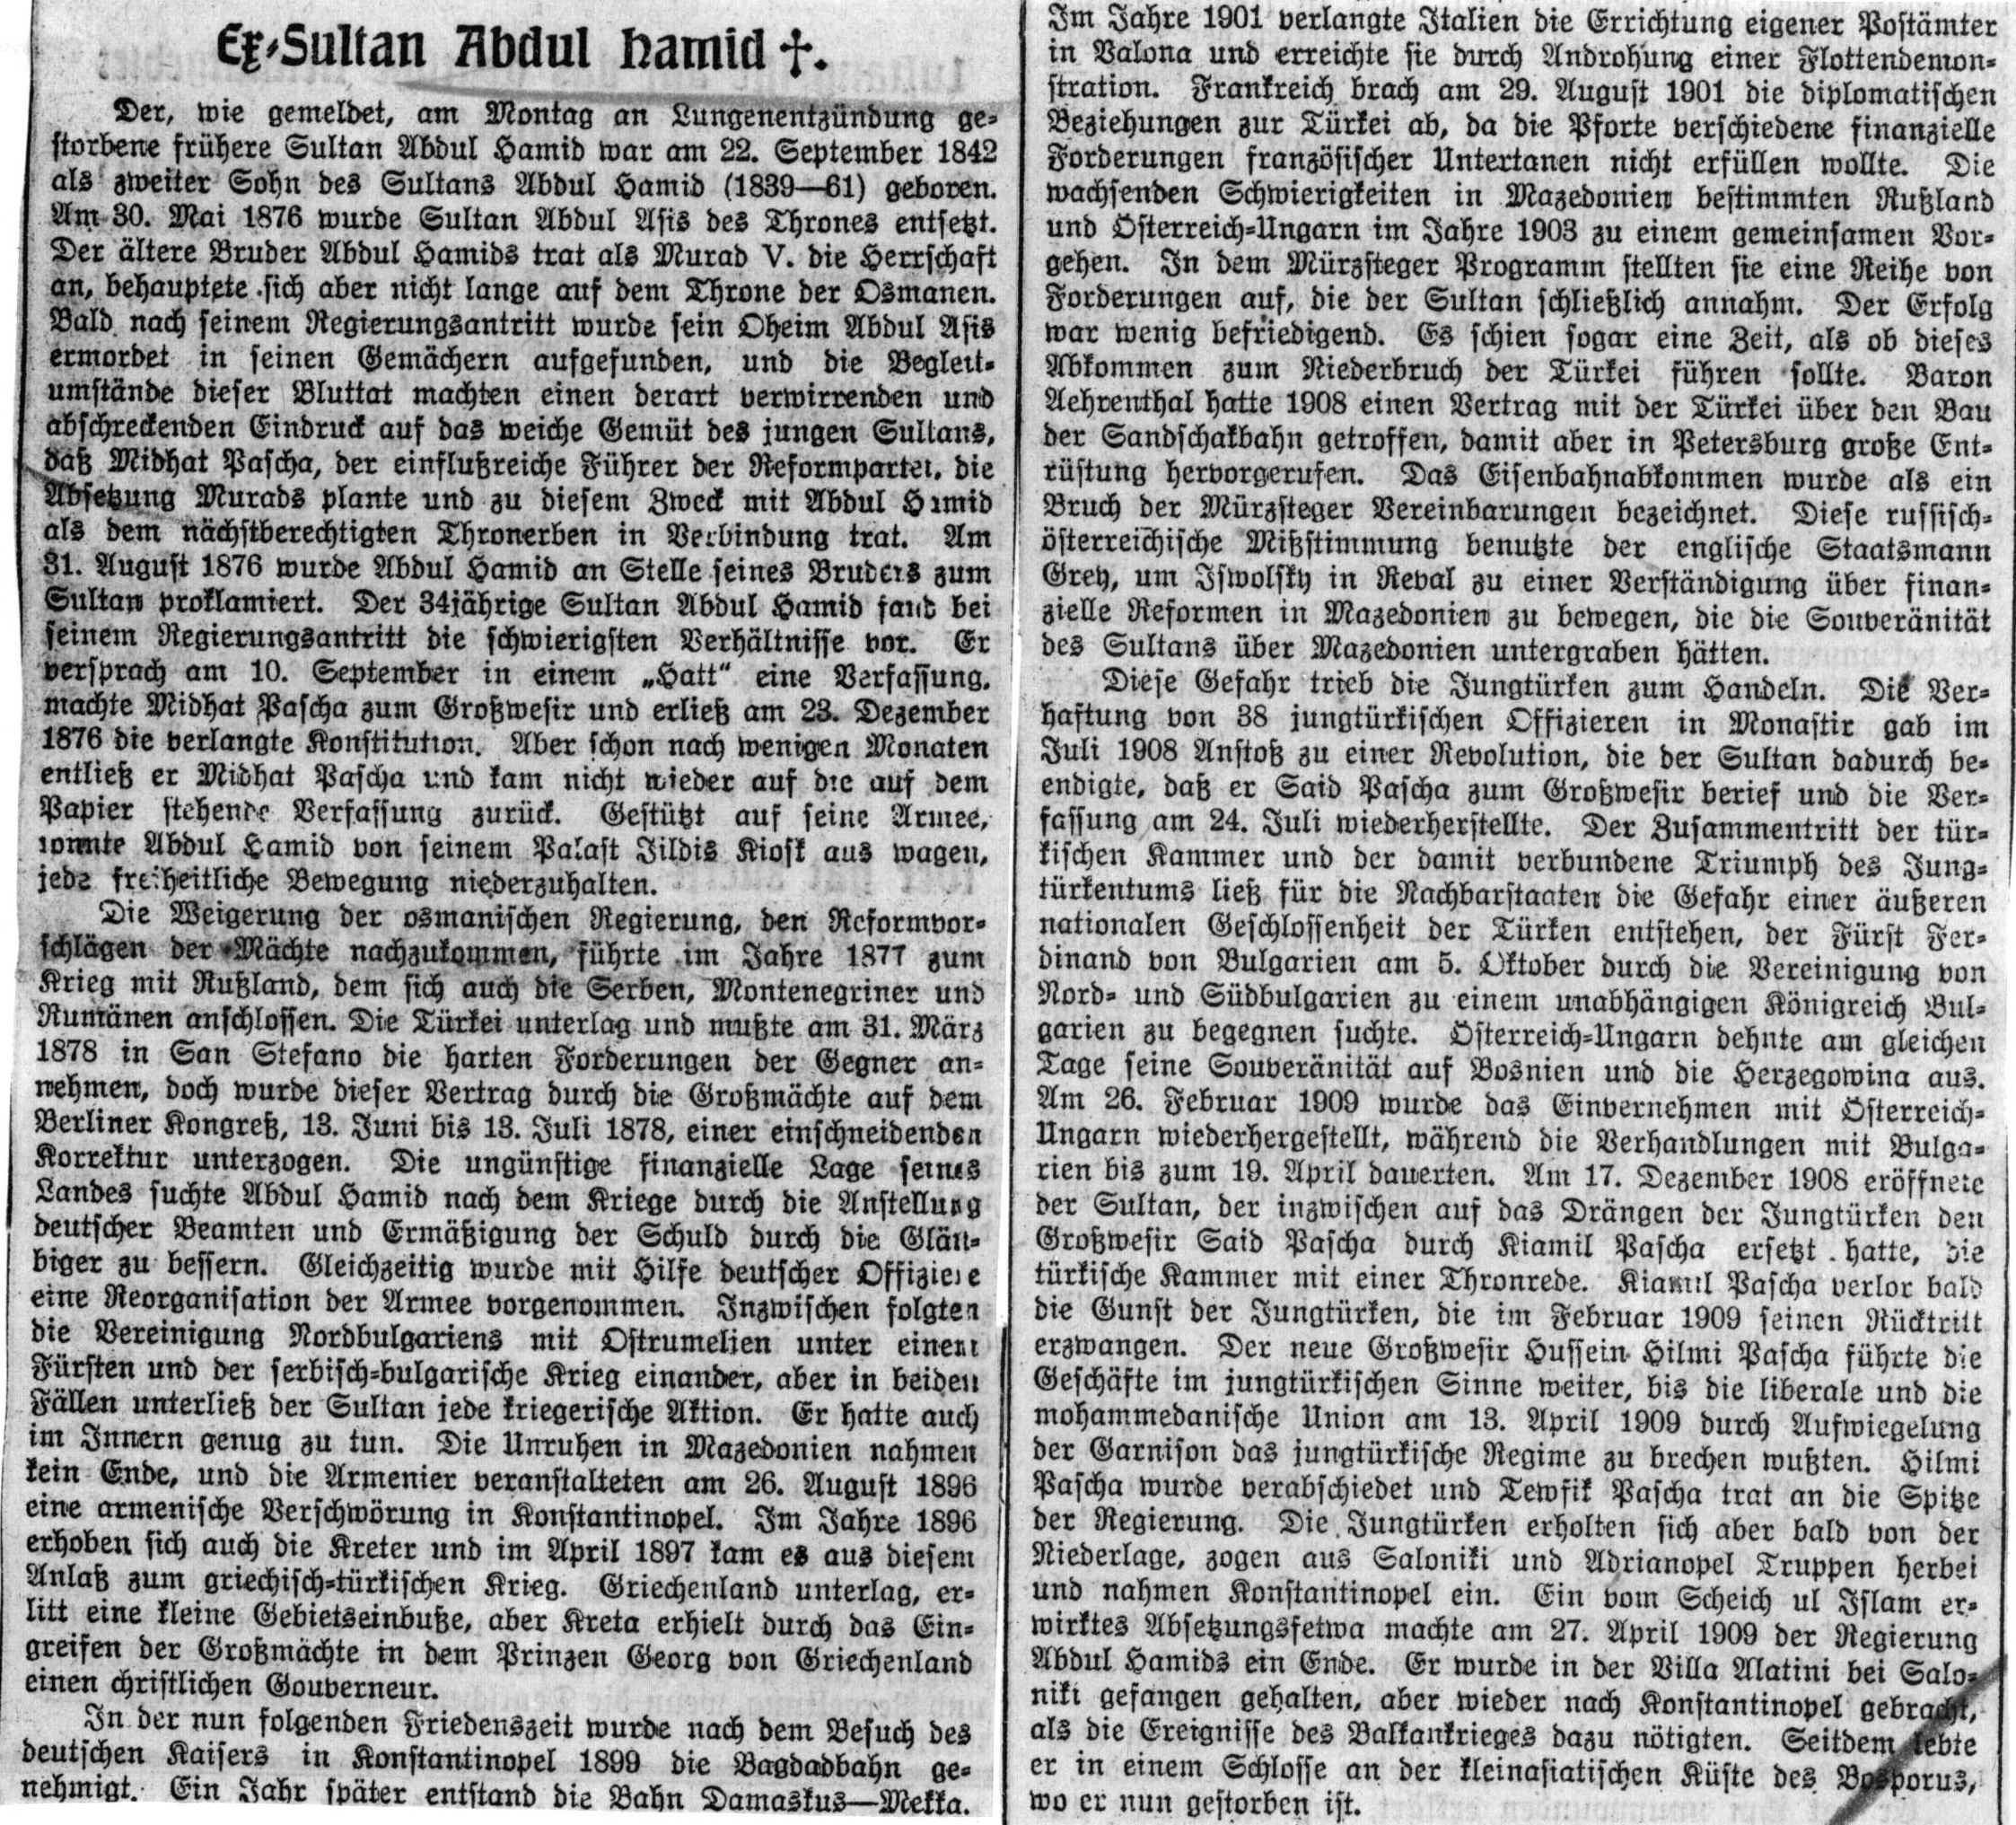 Ex-Sultan Abdul Hamid †.
Der, wie gemeldet, am Montag an Lungenentzündung ge-
storbene frühere Sultan Abdul Hamid war am 22. September 1842
als zweiter Sohn des Sultans Abdul Hamid (1839—61) geboren.
Am 30. Mai 1876 wurde Sultan Abdul Asis des Thrones entsetzt.
Der ältere Bruder Abdul Hamids trat als Murad V. die Herrschaft
an, behauptete sich aber nicht lange auf dem Throne der Osmanen.
Bald nach seinem Regierungsantritt wurde sein Oheim Abdul Asis
ermordet in seinen Gemächern aufgefunden, und die Begleit-
umstände dieser Bluttat machten einen derart verwirrenden und
abschreckenden Eindruck auf das weiche Gemüt des jungen Sultans,
daß Midhat Pascha, der einflußreiche Führer der Reformpartei, die
Absetzung Murads plante und zu diesem Zweck mit Abdul Hamid
als dem nächstberechtigten Thronerben in Verbindung trat. Am
31. August 1876 wurde Abdul Hamid an Stelle seines Bruders zum
Sultan proklamiert. Der 34jährige Sultan Abdul Hamid fand bei
seinem Regierungsantritt die schwierigsten Verhältnisse vor. Er
versprach am 10. September in einem „Hatt“ eine Verfassung,
machte Midhat Pascha zum Großwesir und erließ am 23. Dezember
1876 die verlangte Konstitution. Aber schon nach wenigen Monaten
entließ er Midhat Pascha und kam nicht wieder auf die auf dem
Papier stehende Verfassung zurück. Gestützt auf seine Armee,
konnte Abdul Hamid von seinem Palast Jildis Kiosk aus wagen,
jede freiheitliche Bewegung niederzuhalten.
Die Weigerung der osmanischen Regierung, den Reformvor-
schlägen der Mächte nachzukommen, führte im Jahre 1877 zum
Krieg mit Rußland, dem sich auch die Serben, Montenegriner und
Rumänen anschlossen. Die Türkei unterlag und mußte am 31. März
1878 in San Stefano die harten Forderungen der Gegner an-
nehmen, doch wurde dieser Vertrag durch die Großmächte auf dem
Berliner Kongreß, 13. Juni bis 13. Juli 1878, einer einschneidenden
Korrektur unterzogen. Die ungünstige finanzielle Lage seines
Landes suchte Abdul Hamid nach dem Kriege durch die Anstellung
deutscher Beamten und Ermäßigung der Schuld durch die Gläu-
biger zu bessern. Gleichzeitig wurde mit Hilfe deutscher Offiziere
eine Reorganisation der Armee vorgenommen. Inzwischen folgten
die Vereinigung Nordbulgariens mit Ostrumelien unter einem
Fürsten und der serbisch-bulgarische Krieg einander, aber in beiden
Fällen unterließ der Sultan jede kriegerische Aktion. Er hatte auch
im Innern genug zu tun. Die Unruhen in Mazedonien nahmen
kein Ende, und die Armenier veranstalteten am 26. August 1896
eine armenische Verschwörung in Konstantinopel. Im Jahre 1896
erhoben sich auch die Kreter und im April 1897 kam es aus diesem
Anlaß zum griechisch-türkischen Krieg. Griechenland unterlag, er-
litt eine kleine Gebietseinbuße, aber Kreta erhielt durch das Ein-
greifen der Großmächte in dem Prinzen Georg von Griechenland
einen christlichen Gouverneur.
In der nun folgenden Friedenszeit wurde nach dem Besuch des
deutschen Kaisers in Konstantinopel 1899 die Bagdadbahn ge-
nehmigt. Ein Jahr später entstand die Bahn Damaskus—Mekka.
Im Jahre 1901 verlangte Italien die Errichtung eigener Postämter
in Valona und erreichte sie durch Androhung einer Flottendemon-
stration. Frankreich brach am 29. August 1901 die diplomatischen
Beziehungen zur Türkei ab, da die Pforte verschiedene finanzielle
Forderungen französischer Untertanen nicht erfüllen wollte. Die
wachsenden Schwierigkeiten in Mazedonien bestimmten Rußland
und Österreich-Ungarn im Jahre 1903 zu einem gemeinsamen Vor-
gehen. In dem Mürzsteger Programm stellten sie eine Reihe von
Forderungen auf, die der Sultan schließlich annahm. Der Erfolg
war wenig befriedigend. Es schien sogar eine Zeit, als ob dieses
Abkommen zum Niederbruch der Türkei führen sollte. Baron
Aehrenthal hatte 1908 einen Vertrag mit der Türkei über den Bau
der Sandschakbahn getroffen, damit aber in Petersburg große Ent-
rüstung hervorgerufen. Das Eisenbahnabkommen wurde als ein
Bruch der Mürzsteger Vereinbarungen bezeichnet. Diese russisch-
österreichische Mißstimmung benutzte der englische Staatsmann
Grey, um Iswolsky in Reval zu einer Verständigung über finan-
zielle Reformen in Mazedonien zu bewegen, die die Souveränität
des Sultans über Mazedonien untergraben hätten.
Diese Gefahr trieb die Jungtürken zum Handeln. Die Ver-
haftung von 38 jungtürkischen Offizieren in Monastir gab im
Juli 1908 Anstoß zu einer Revolution, die der Sultan dadurch be-
endigte, daß er Said Pascha zum Großwesir berief und die Ver-
fassung am 24. Juli wiederherstellte. Der Zusammentritt der tür-
kischen Kammer und der damit verbundene Triumph des Jung-
türkentums ließ für die Nachbarstaaten die Gefahr einer äußeren
nationalen Geschlossenheit der Türken entstehen, der Fürst Fer-
dinand von Bulgarien am 5. Oktober durch die Vereinigung von
Nord- und Südbulgarien zu einem unabhängigen Königreich Bul-
garien zu begegnen suchte. Österreich-Ungarn dehnte am gleichen
Tage seine Souveränität auf Bosnien und die Herzegowina aus.
Am 26. Februar 1909 wurde das Einvernehmen mit Österreich-
Ungarn wiederhergestellt, während die Verhandlungen mit Bulga-
rien bis zum 19. April dauerten. Am 17. Dezember 1908 eröffnete
der Sultan, der inzwischen auf das Drängen der Jungtürken den
Großwesir Said Pascha durch Kiamil Pascha ersetzt hatte, die
türkische Kammer mit einer Thronrede. Kiamil Pascha verlor bald
die Gunst der Jungtürken, die im Februar 1909 seinen Rücktritt
erzwangen. Der neue Großwesir Hussein Hilmi Pascha führte die
Geschäfte im jungtürkischen Sinne weiter, bis die liberale und die
mohammedanische Union am 13. April 1909 durch Aufwiegelung
der Garnison das jungtürkische Regime zu brechen wußten. Hilmi
Pascha wurde verabschiedet und Tewfik Pascha trat an die Spitze
der Regierung. Die Jungtürken erholten sich aber bald von der
Niederlage, zogen aus Saloniki und Adrianopel Truppen herbei
und nahmen Konstantinopel ein. Ein vom Scheich ul Islam er-
wirktes Absetzungsfetwa machte am 27. April 1909 der Regierung
Abdul Hamids ein Ende. Er wurde in der Villa Alatini bei Salo-
niki gefangen gehalten, aber wieder nach Konstantinopel gebracht,
als die Ereignisse des Balkankrieges dazu nötigten. Seitdem lebte
er in einem Schlosse an der kleinasiatischen Küste des Bosporus,
wo er nun gestorben ist.